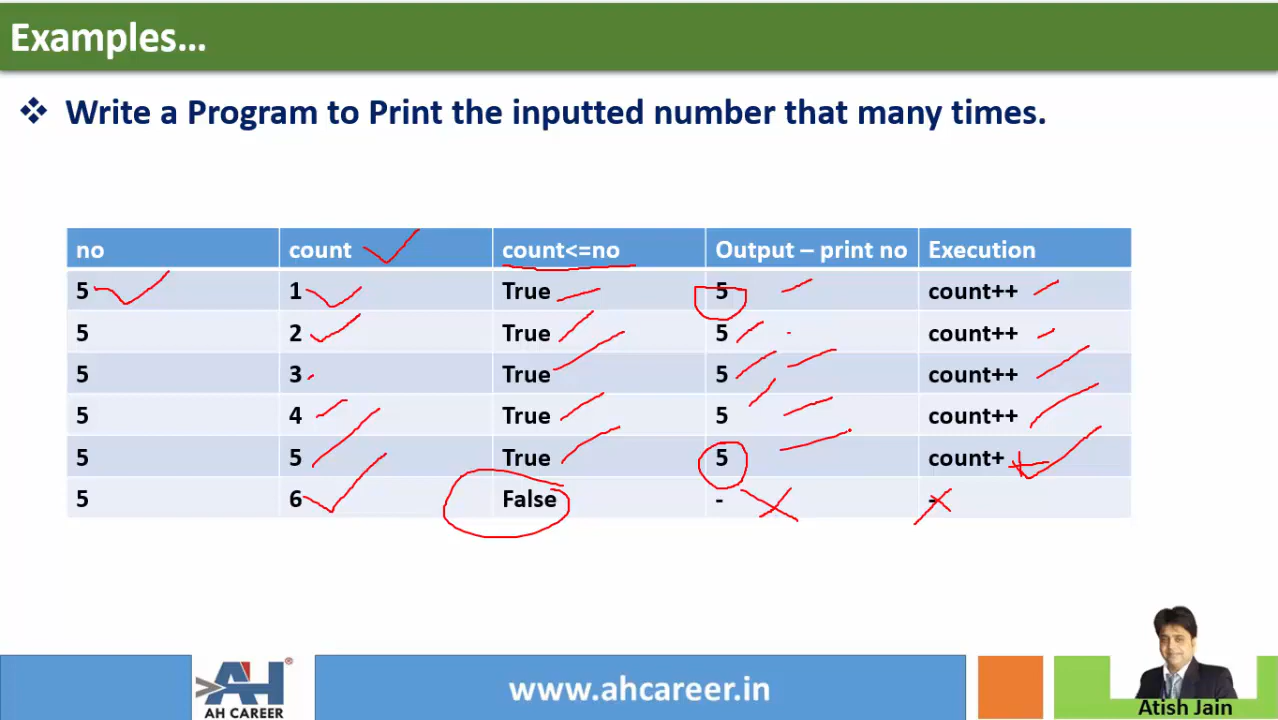 Examples...
❖ Write a Program to Print the inputted number that many times.
no count count<=no Output – print no Execution
5 1 True 5 count++
5 2 True 5 count++
5 3 True 5 count++
5 4 True 5 count++
5 5 True 5 count+
5 6 False - -
AH ®
AH CAREER
www.ahcareer.in
Atish Jain